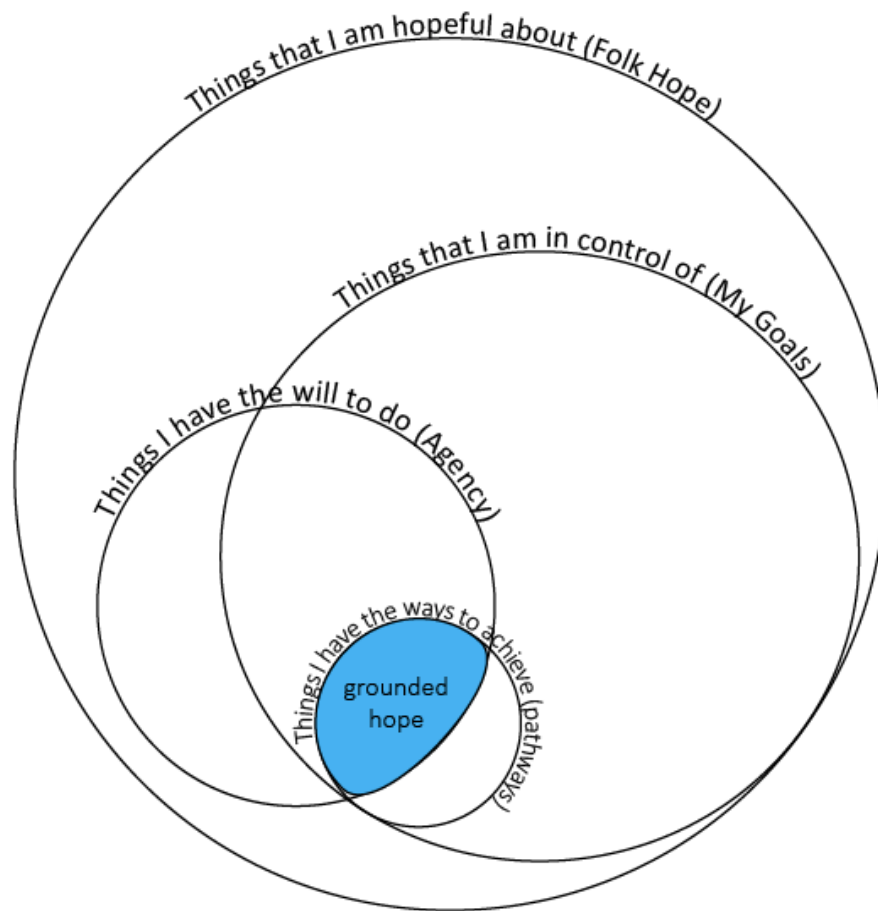 Things that I am hopeful about (Folk Hope)
Things that I am in control of (My Goals)
Things I have the will to do (Agency)
Things I have the ways to achieve (pathways)
grounded
hope